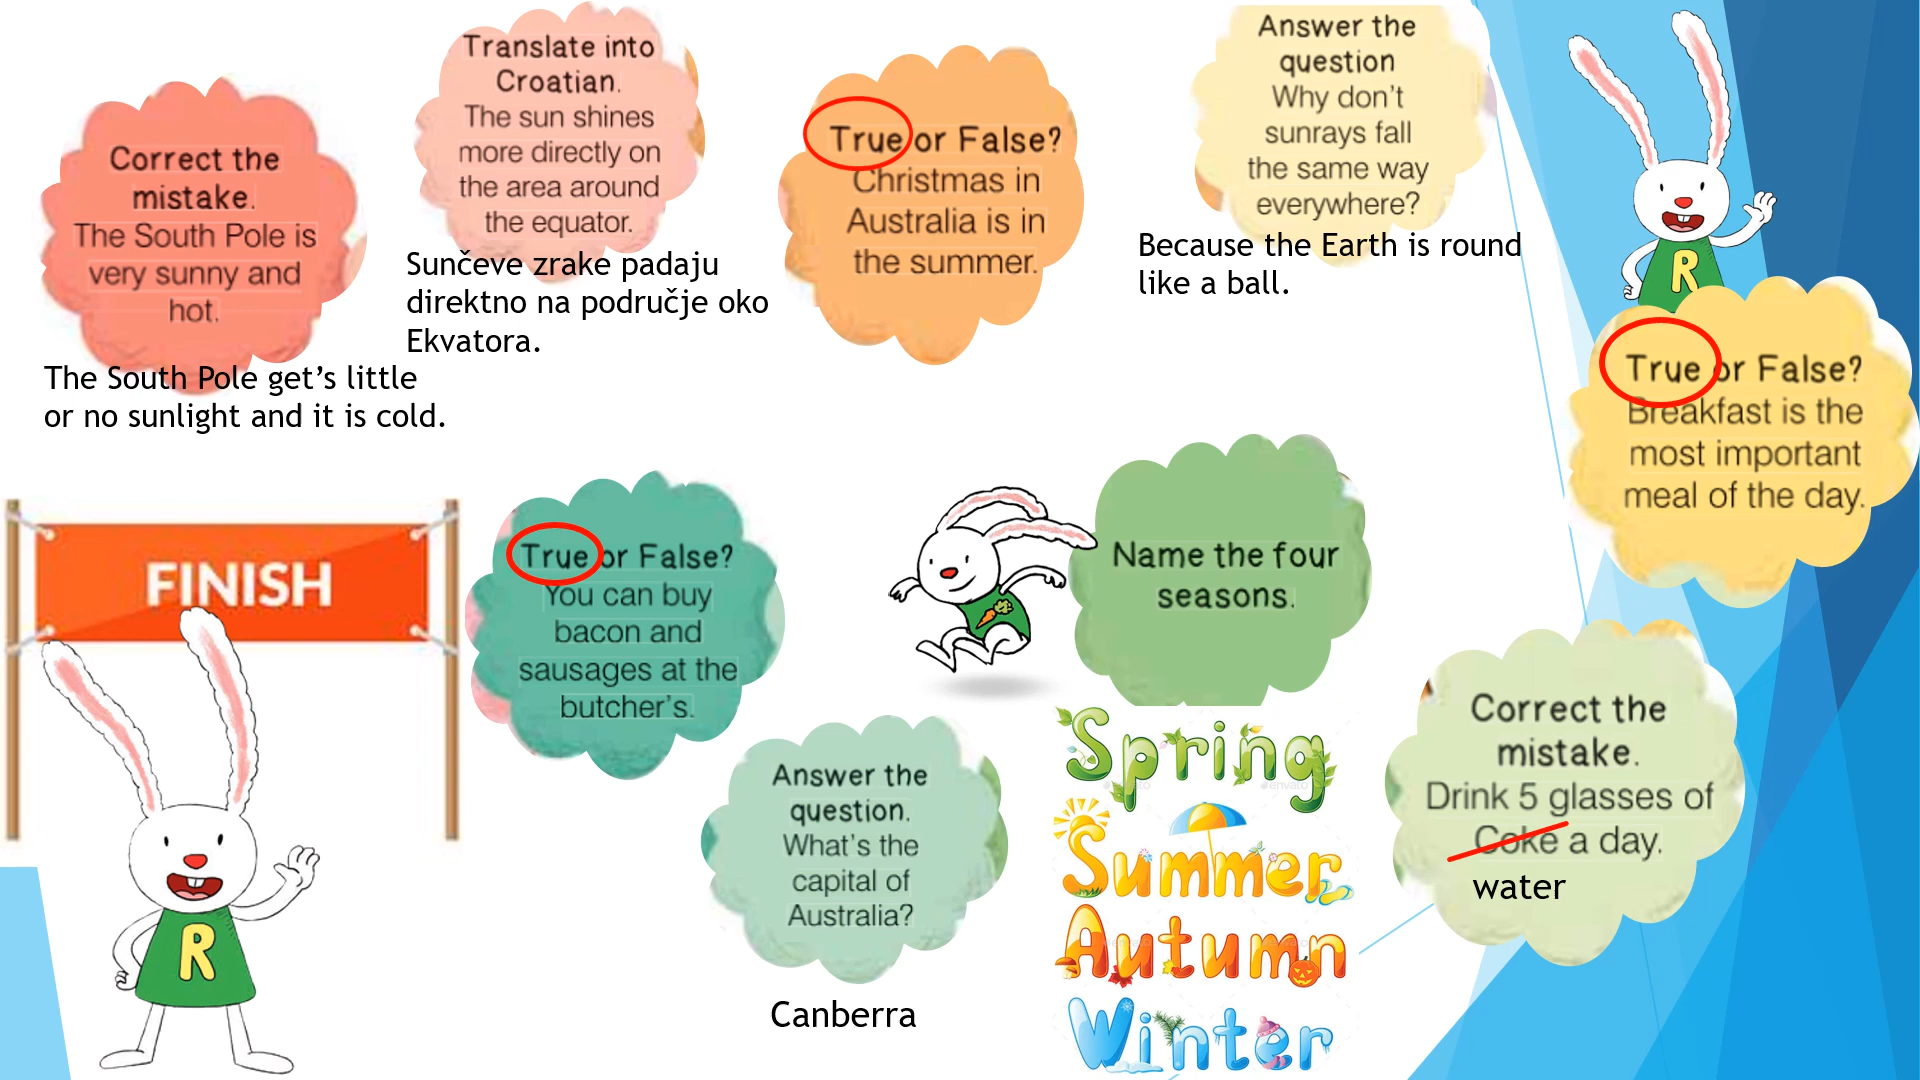 Correct the
mistake.
The South Pole is
very sunny and
hot.
The South Pole get's little
or no sunlight and it is cold.
Translate into
Croatian.
The sun shines
more directly on
the area around
the equator.
Sunčeve zrake padaju
direktno na područje oko
Ekvatora.
True or False?
Christmas in
Australia is in
the summer.
Answer the
question
Why don't
sunrays fall
the same way
everywhere?
Because the Earth is round
like a ball.
R
True or False?
Breakfast is the
most important
meal of the day.
Correct the
mistake.
Drink 5 glasses of
Coke a day.
water
Name the four
seasons.
Spring
Summer
Autumn
Winter
Answer the
question.
What's the
capital of
Australia?
Canberra
True or False?
You can buy
bacon and
sausages at the
butcher's.
FINISH
R